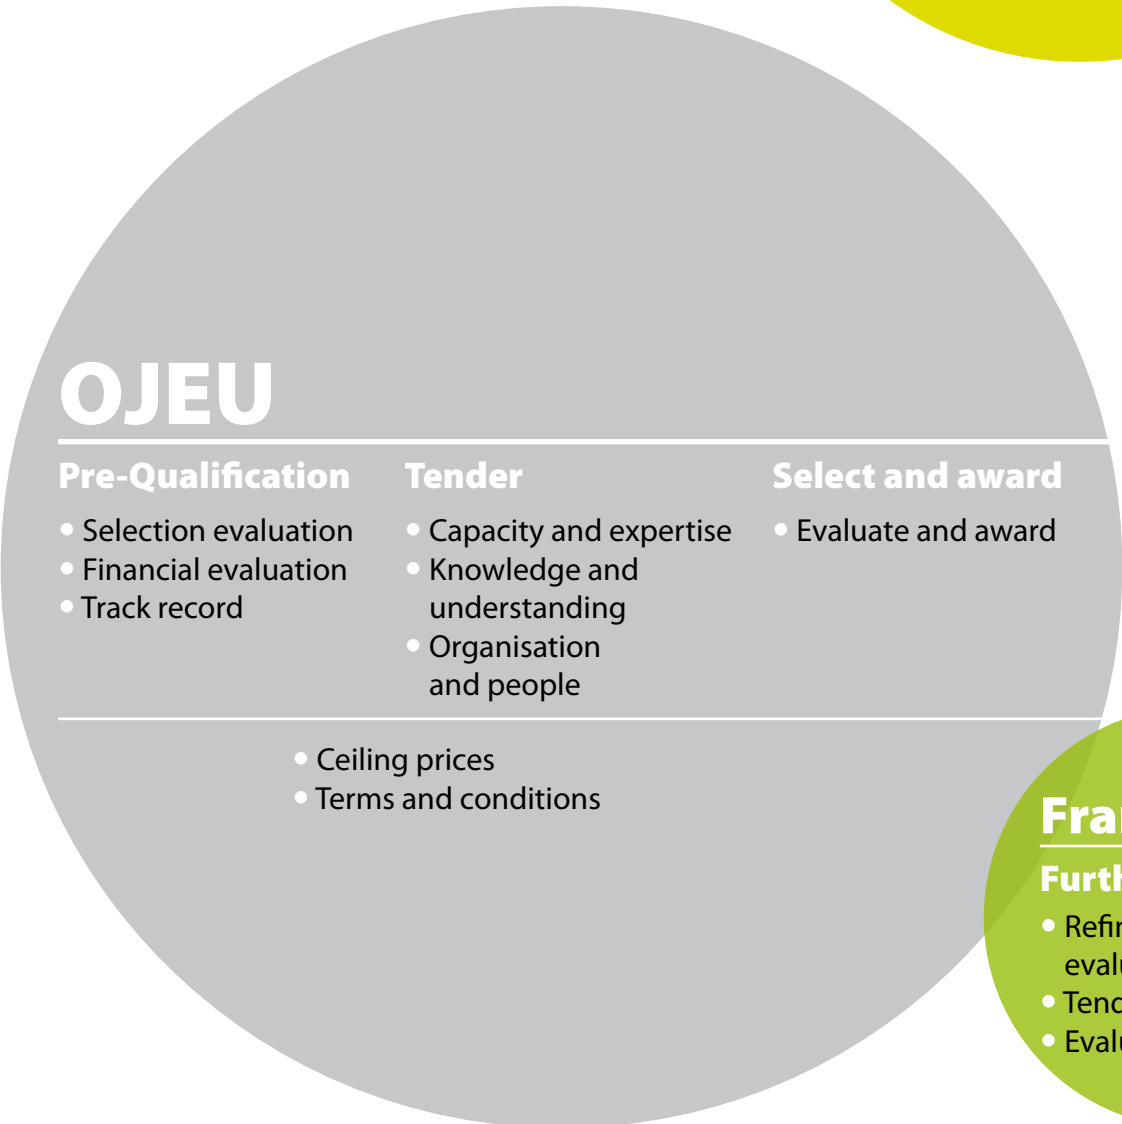 OJEU
Pre-Qualification
• Selection evaluation
• Financial evaluation
• Track record
Tender
• Capacity and expertise
• Knowledge and
understanding
• Organisation
and people
Select and award
• Evaluate and award
• Ceiling prices
• Terms and conditions